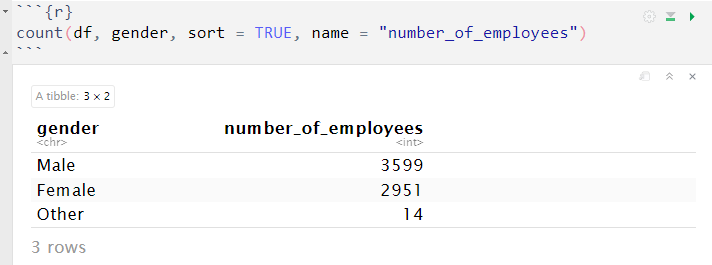 ```{r}
count(df, gender, sort = TRUE, name = "number_of_employees")
```
A tibble: 3 × 2
gender number_of_employees
<chr> <int>
Male 3599
Female 2951
Other 14
3 rows